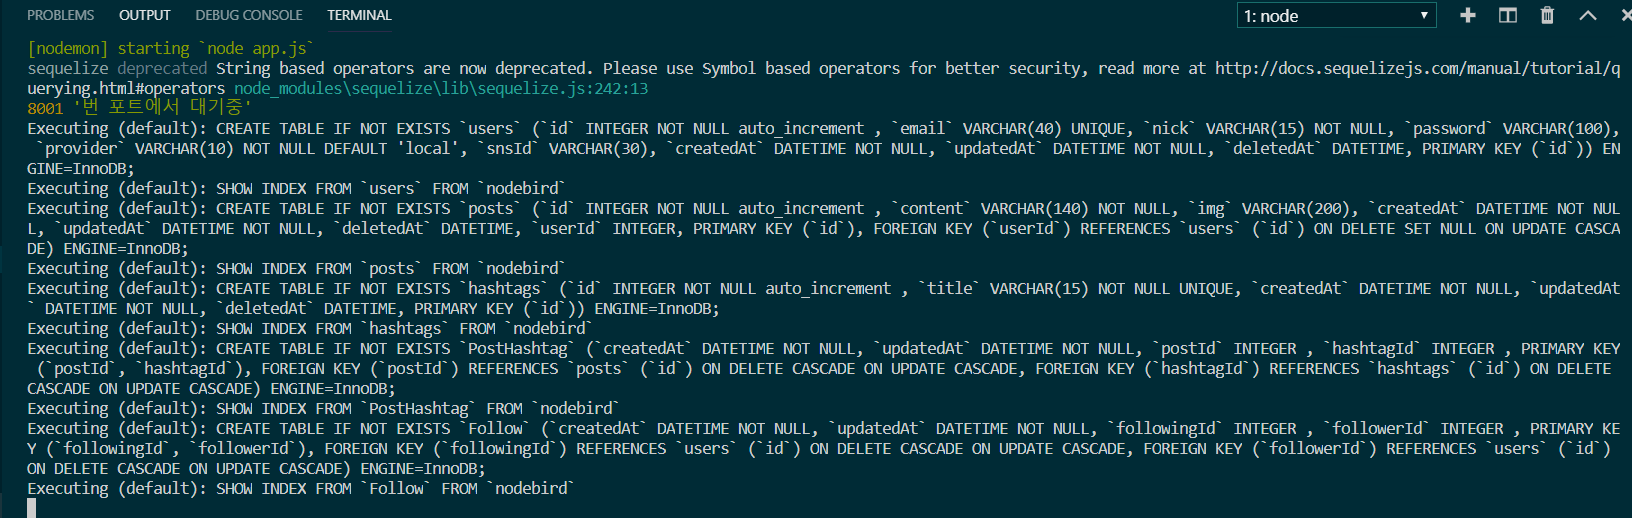 PROBLEMS OUTPUT DEBUG CONSOLE TERMINAL 1: node
[nodemon] starting `node app.js`
sequelize deprecated String based operators are now deprecated. Please use Symbol based operators for better security, read more at http://docs.sequelizejs.com/manual/tutorial/q
uerying.html#operators node_modules\sequelize\lib\sequelize.js:242:13
8001 '번 포트에서 대기중'
Executing (default): CREATE TABLE IF NOT EXISTS `users` (`id` INTEGER NOT NULL auto_increment , `email` VARCHAR(40) UNIQUE, `nick` VARCHAR(15) NOT NULL, `password` VARCHAR(100),
`provider` VARCHAR(10) NOT NULL DEFAULT 'local', `snsId` VARCHAR(30), `createdAt` DATETIME NOT NULL, `updatedAt` DATETIME NOT NULL, `deletedAt` DATETIME, PRIMARY KEY (`id`)) EN
GINE=InnoDB;
Executing (default): SHOW INDEX FROM `users` FROM `nodebird`
Executing (default): CREATE TABLE IF NOT EXISTS `posts` (`id` INTEGER NOT NULL auto_increment , `content` VARCHAR(140) NOT NULL, `img` VARCHAR(200), `createdAt` DATETIME NOT NUL
L, `updatedAt` DATETIME NOT NULL, `deletedAt` DATETIME, `userId` INTEGER, PRIMARY KEY (`id`), FOREIGN KEY (`userId`) REFERENCES `users` (`id`) ON DELETE SET NULL ON UPDATE CASCA
DE) ENGINE=InnoDB;
Executing (default): SHOW INDEX FROM `posts` FROM `nodebird`
Executing (default): CREATE TABLE IF NOT EXISTS `hashtags` (`id` INTEGER NOT NULL auto_increment , `title` VARCHAR(15) NOT NULL UNIQUE, `createdAt` DATETIME NOT NULL, `updatedAt
` DATETIME NOT NULL, `deletedAt` DATETIME, PRIMARY KEY (`id`)) ENGINE=InnoDB;
Executing (default): SHOW INDEX FROM `hashtags` FROM `nodebird`
Executing (default): CREATE TABLE IF NOT EXISTS `PostHashtag` (`createdAt` DATETIME NOT NULL, `updatedAt` DATETIME NOT NULL, `postId` INTEGER , `hashtagId` INTEGER , PRIMARY KEY
(`postId`, `hashtagId`), FOREIGN KEY (`postId`) REFERENCES `posts` (`id`) ON DELETE CASCADE ON UPDATE CASCADE, FOREIGN KEY (`hashtagId`) REFERENCES `hashtags` (`id`) ON DELETE
CASCADE ON UPDATE CASCADE) ENGINE=InnoDB;
Executing (default): SHOW INDEX FROM `PostHashtag` FROM `nodebird`
Executing (default): CREATE TABLE IF NOT EXISTS `Follow` (`createdAt` DATETIME NOT NULL, `updatedAt` DATETIME NOT NULL, `followingId` INTEGER , `followerId` INTEGER , PRIMARY KE
Y (`followingId`, `followerId`), FOREIGN KEY (`followingId`) REFERENCES `users` (`id`) ON DELETE CASCADE ON UPDATE CASCADE, FOREIGN KEY (`followerId`) REFERENCES `users` (`id`)
ON DELETE CASCADE ON UPDATE CASCADE) ENGINE=InnoDB;
Executing (default): SHOW INDEX FROM `Follow` FROM `nodebird`